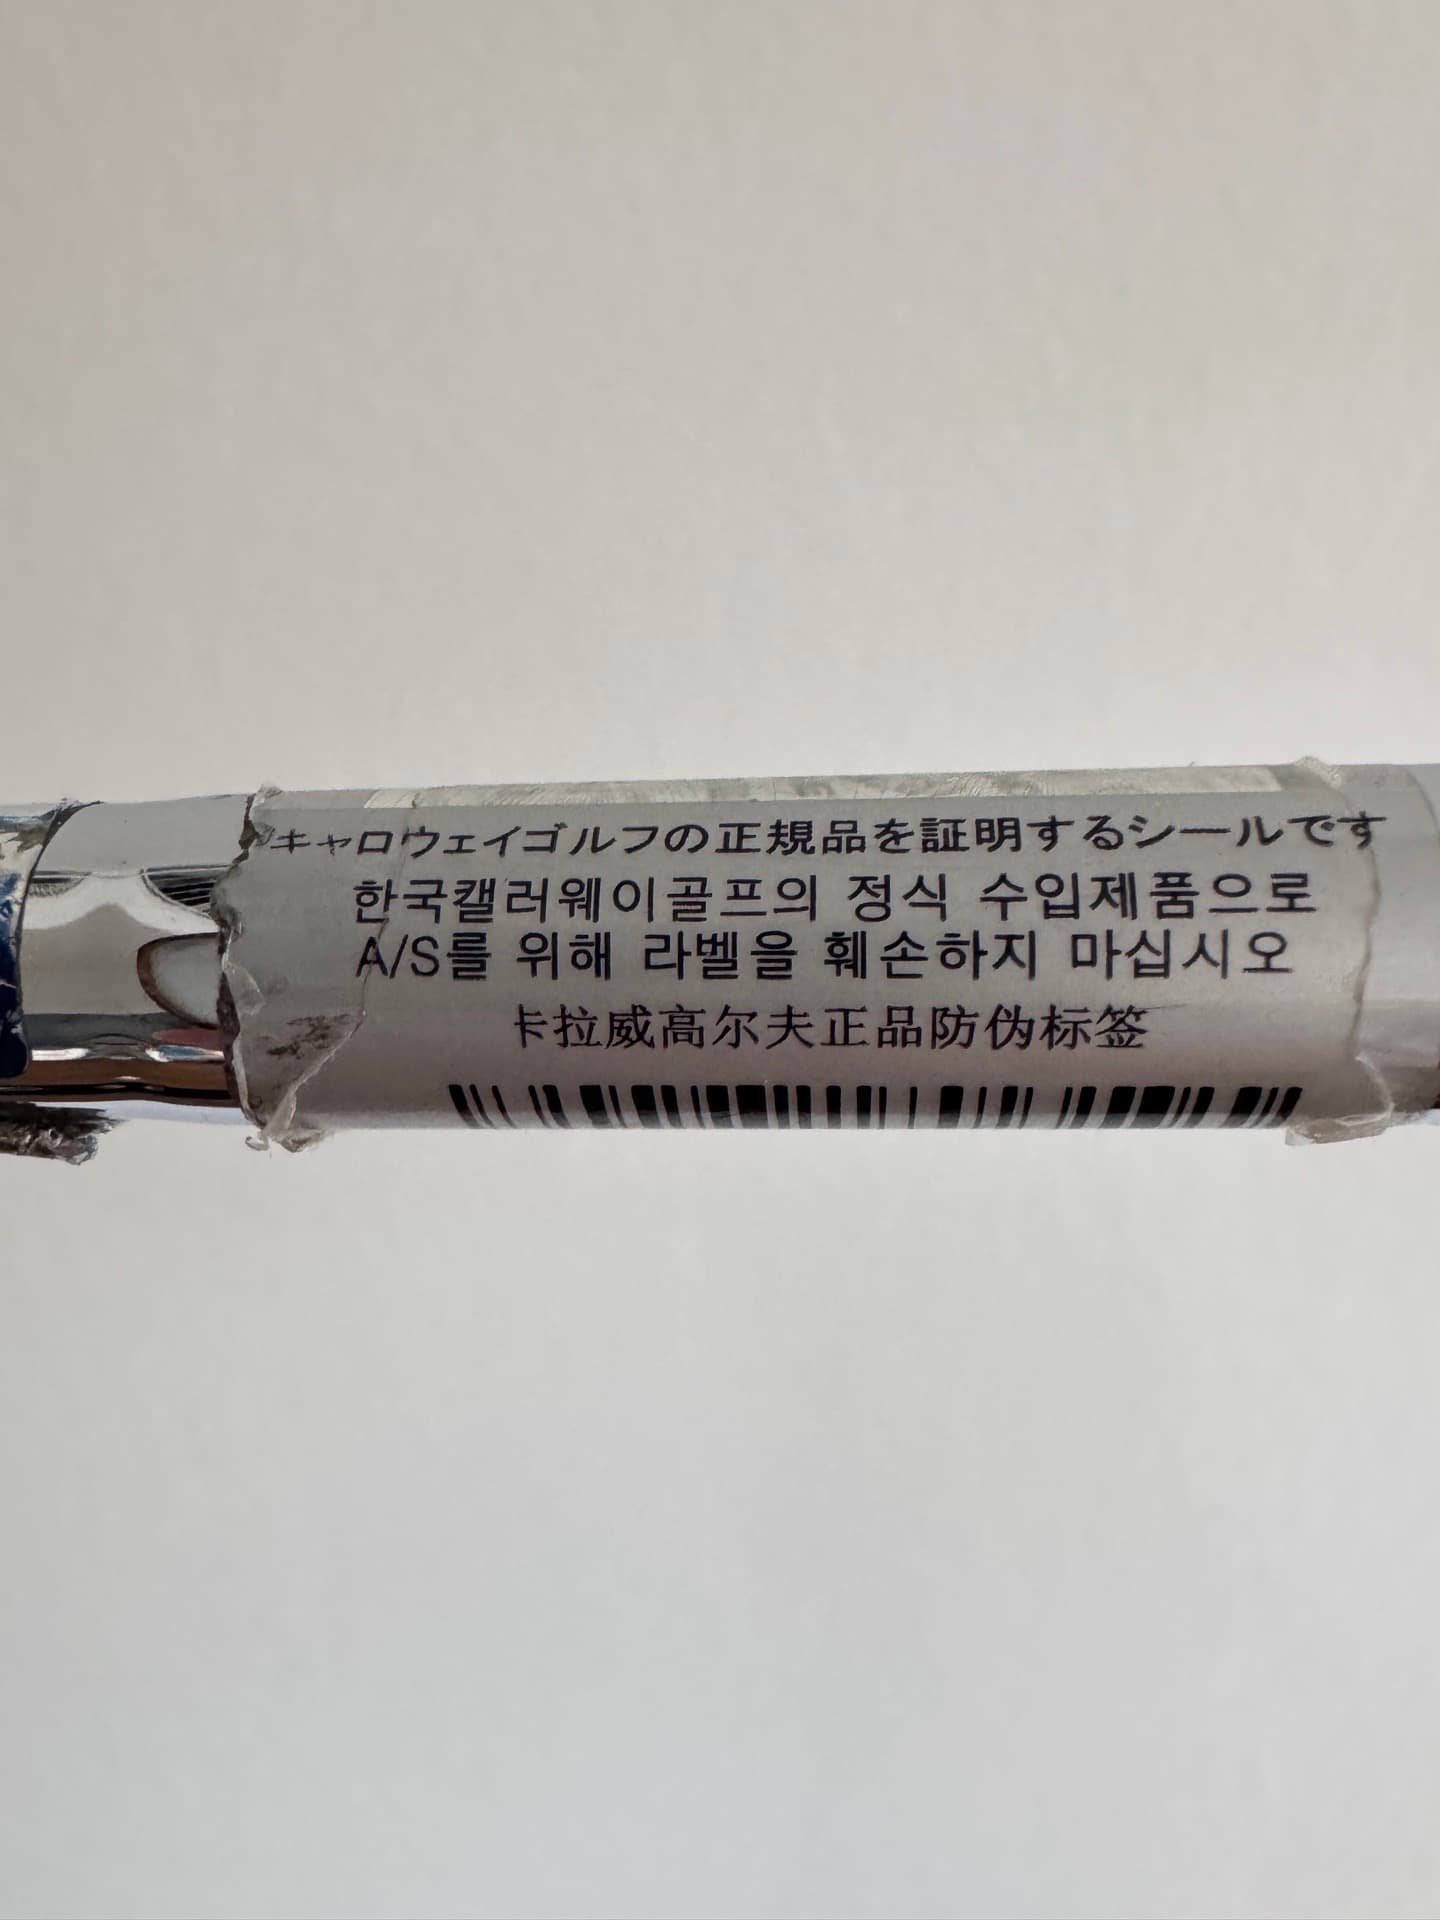 キャロウェイゴルフの正規品を証明するシールです
한국캘러웨이골프의 정식 수입제품으로
A/S를 위해 라벨을 훼손하지 마십시오
卡拉威高尔夫正品防伪标签